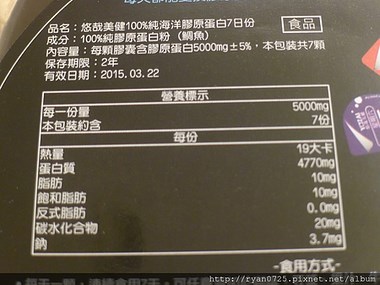 品名：悠哉美健100%純海洋膠原蛋白7日份
食品
成分：100%純膠原蛋白粉（鯛魚）
內容量：每顆膠囊含膠原蛋白5000mg±5%，本包裝共7顆
保存期限：2年
有效日期：2015.03.22
營養標示
每一份量 5000mg
本包裝約含 7份
每份
熱量 19大卡
蛋白質 4770mg
脂肪 10mg
飽和脂肪 10mg
反式脂肪 0.0mg
碳水化合物 20mg
鈉 3.7mg
-食用方式-
http://ryan0725.pixnet.net/album